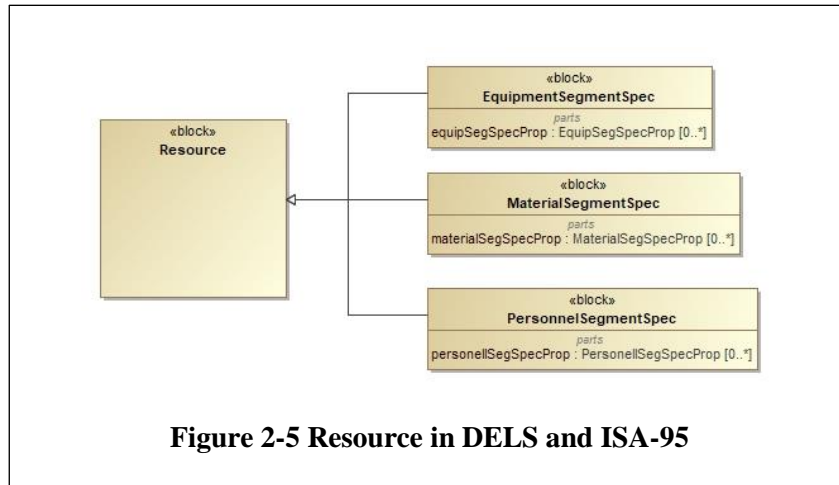 «block»
Resource
«block»
EquipmentSegmentSpec
parts
equipSegSpecProp : EquipSegSpecProp [0..*]
«block»
MaterialSegmentSpec
parts
materialSegSpecProp : MaterialSegSpecProp [0..*]
«block»
PersonnelSegmentSpec
parts
personellSegSpecProp : PersonellSegSpecProp [0..*]
Figure 2-5 Resource in DELS and ISA-95